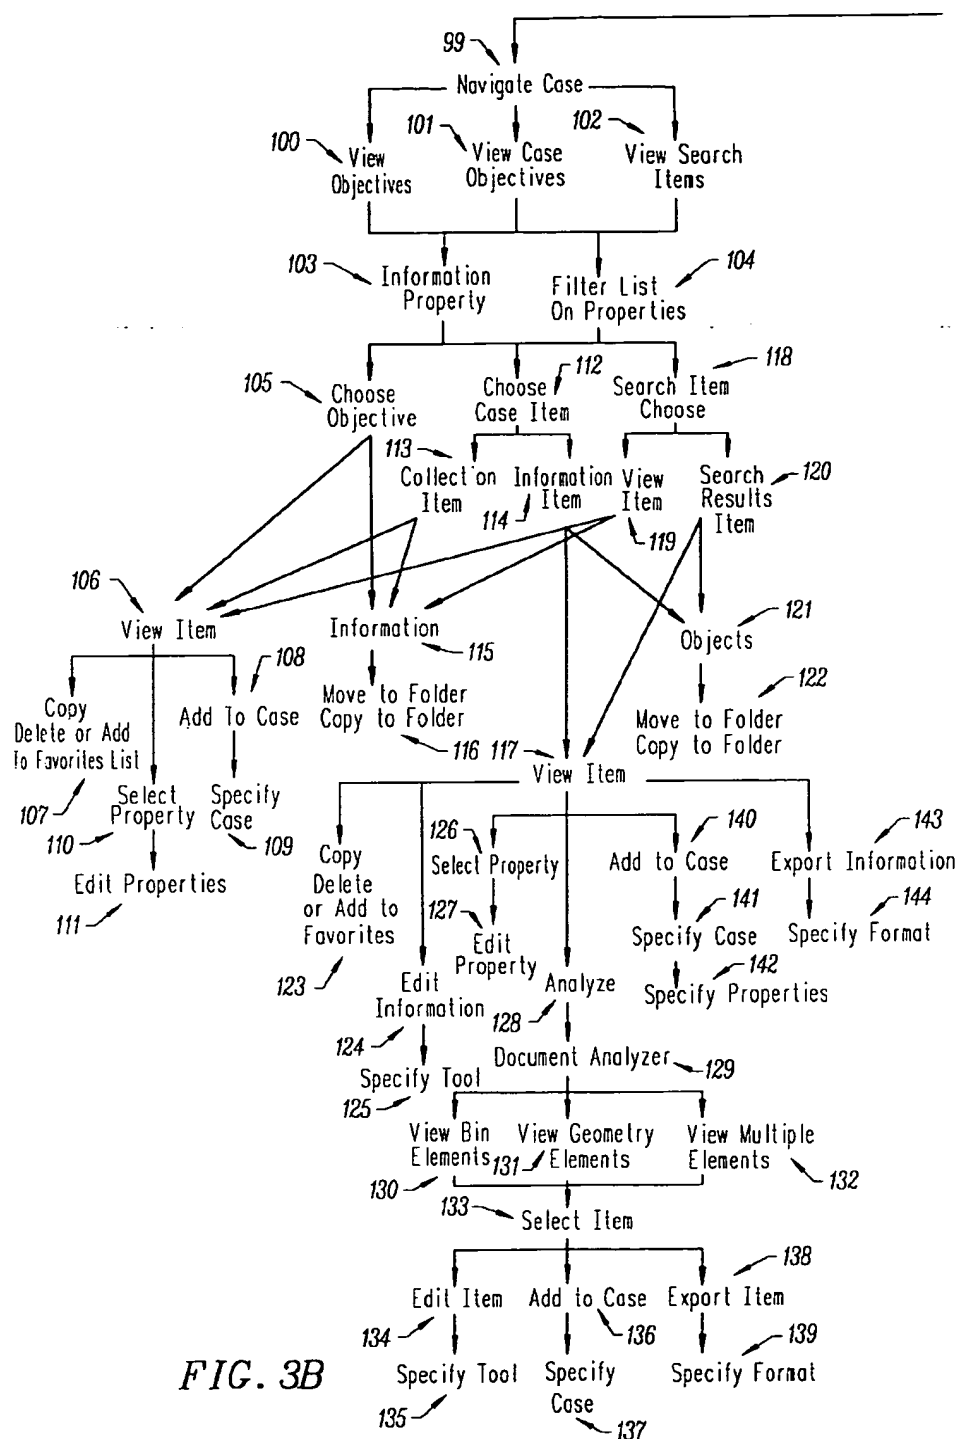 99
Navigate Case
100
View
Objectives
101
View Case
Objectives
102
View Search
Items
103
Information
Property
104
Filter List
On Properties
105
Choose
Objective
112
Choose
Case Item
118
Search Item
Choose
113
Collection
Item
Information
Item
114
View
Item
119
Search
Results
Item
120
106
View Item
Information
115
Objects
121
108
Copy
Delete or Add
To Favorites List
107
Add To Case
Move to Folder
Copy to Folder
116
117
View Item
Move to Folder
Copy to Folder
122
Select
Property
110
Specify
Case
109
Edit Properties
111
Copy
Delete
or Add to
Favorites
123
126
Select Property
127
Edit
Property
140
Add to Case
141
Specify Case
142
Specify Properties
143
Export Information
144
Specify Format
Edit
Information
124
Specify Tool
125
Analyze
128
Document Analyzer
129
View Bin
Elements
130
View Geometry
Elements
131
View Multiple
Elements
132
133
Select Item
Edit Item
134
Add to Case
136
138
Export Item
Specify Tool
135
Specify
Case
137
139
Specify Format
FIG. 3B